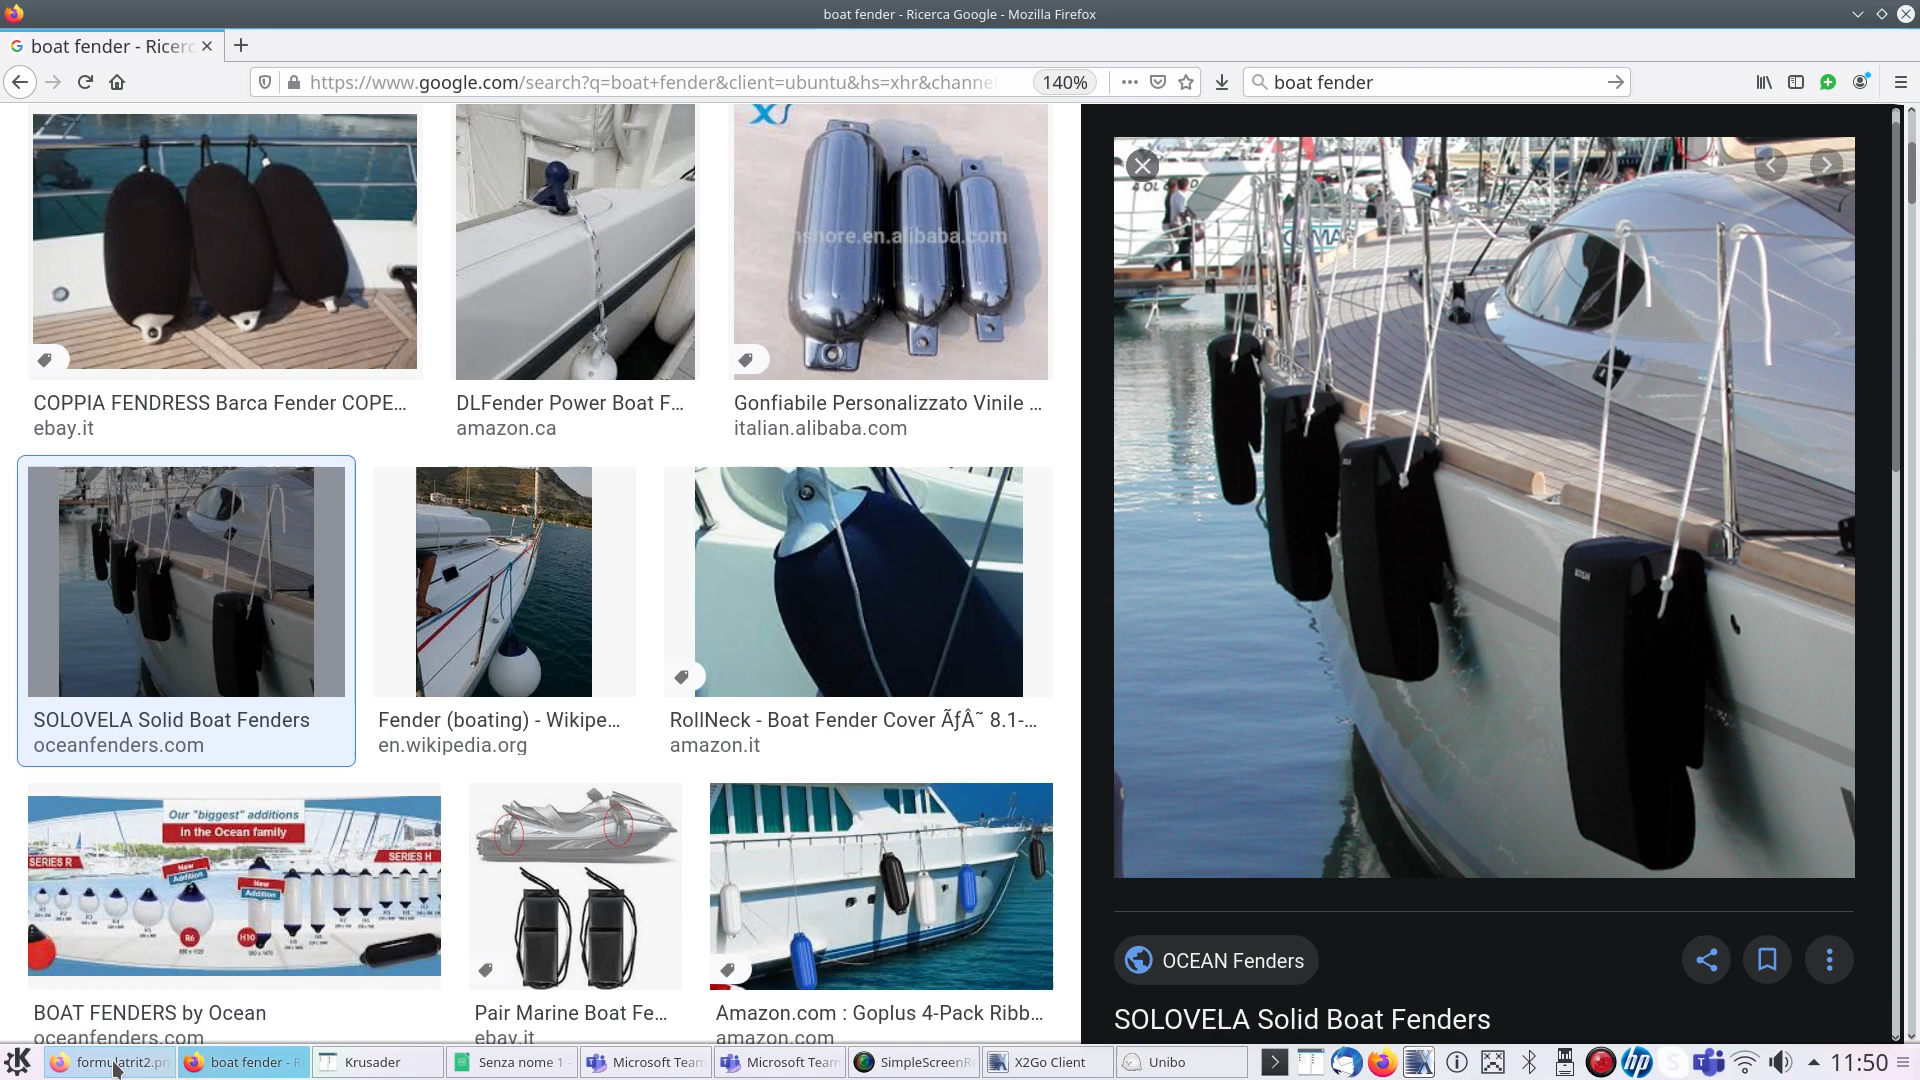 boat fender - Ricerca Google - Mozilla Firefox
boat fender - Ricerc
https://www.google.com/search?q=boat+fender&client=ubuntu&hs=xhr&channe
140%
boat fender
nshore.en.alibaba.com
COPPIA FENDRESS Barca Fender COPE...
ebay.it
DLFender Power Boat F...
amazon.ca
Gonfiabile Personalizzato Vinile ...
italian.alibaba.com
SOLOVELA Solid Boat Fenders
oceanfenders.com
Fender (boating) - Wikipe...
en.wikipedia.org
RollNeck - Boat Fender Cover ÃƒÂ˜ 8.1-...
amazon.it
Our "biggest" additions
in the Ocean family
SERIES R
New Addition
SERIES H
New Addition
R6
H10
BOAT FENDERS by Ocean
oceanfenders.com
Pair Marine Boat Fe...
ebay.it
Amazon.com : Goplus 4-Pack Ribb...
amazon.com
OCEAN Fenders
SOLOVELA Solid Boat Fenders
formulatrit2.pn
boat fender - R
Krusader
Senza nome 1 -
Microsoft Team
Microsoft Team
SimpleScreenR
X2Go Client
Unibo
11:50